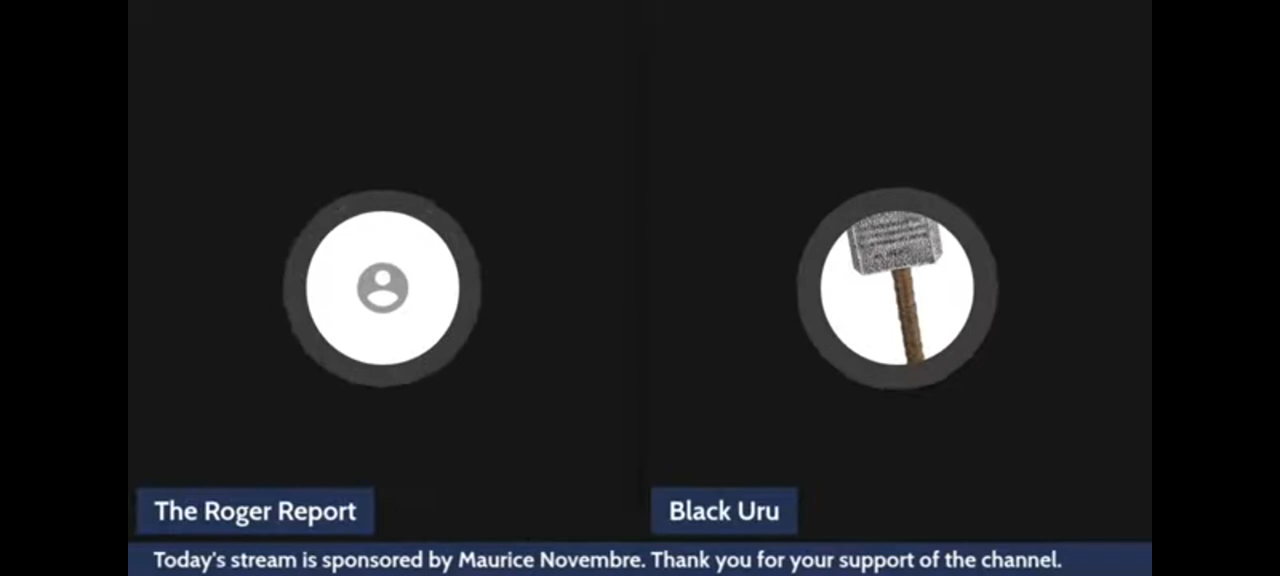 The Roger Report
Black Uru
Today's stream is sponsored by Maurice Novembre. Thank you for your support of the channel.